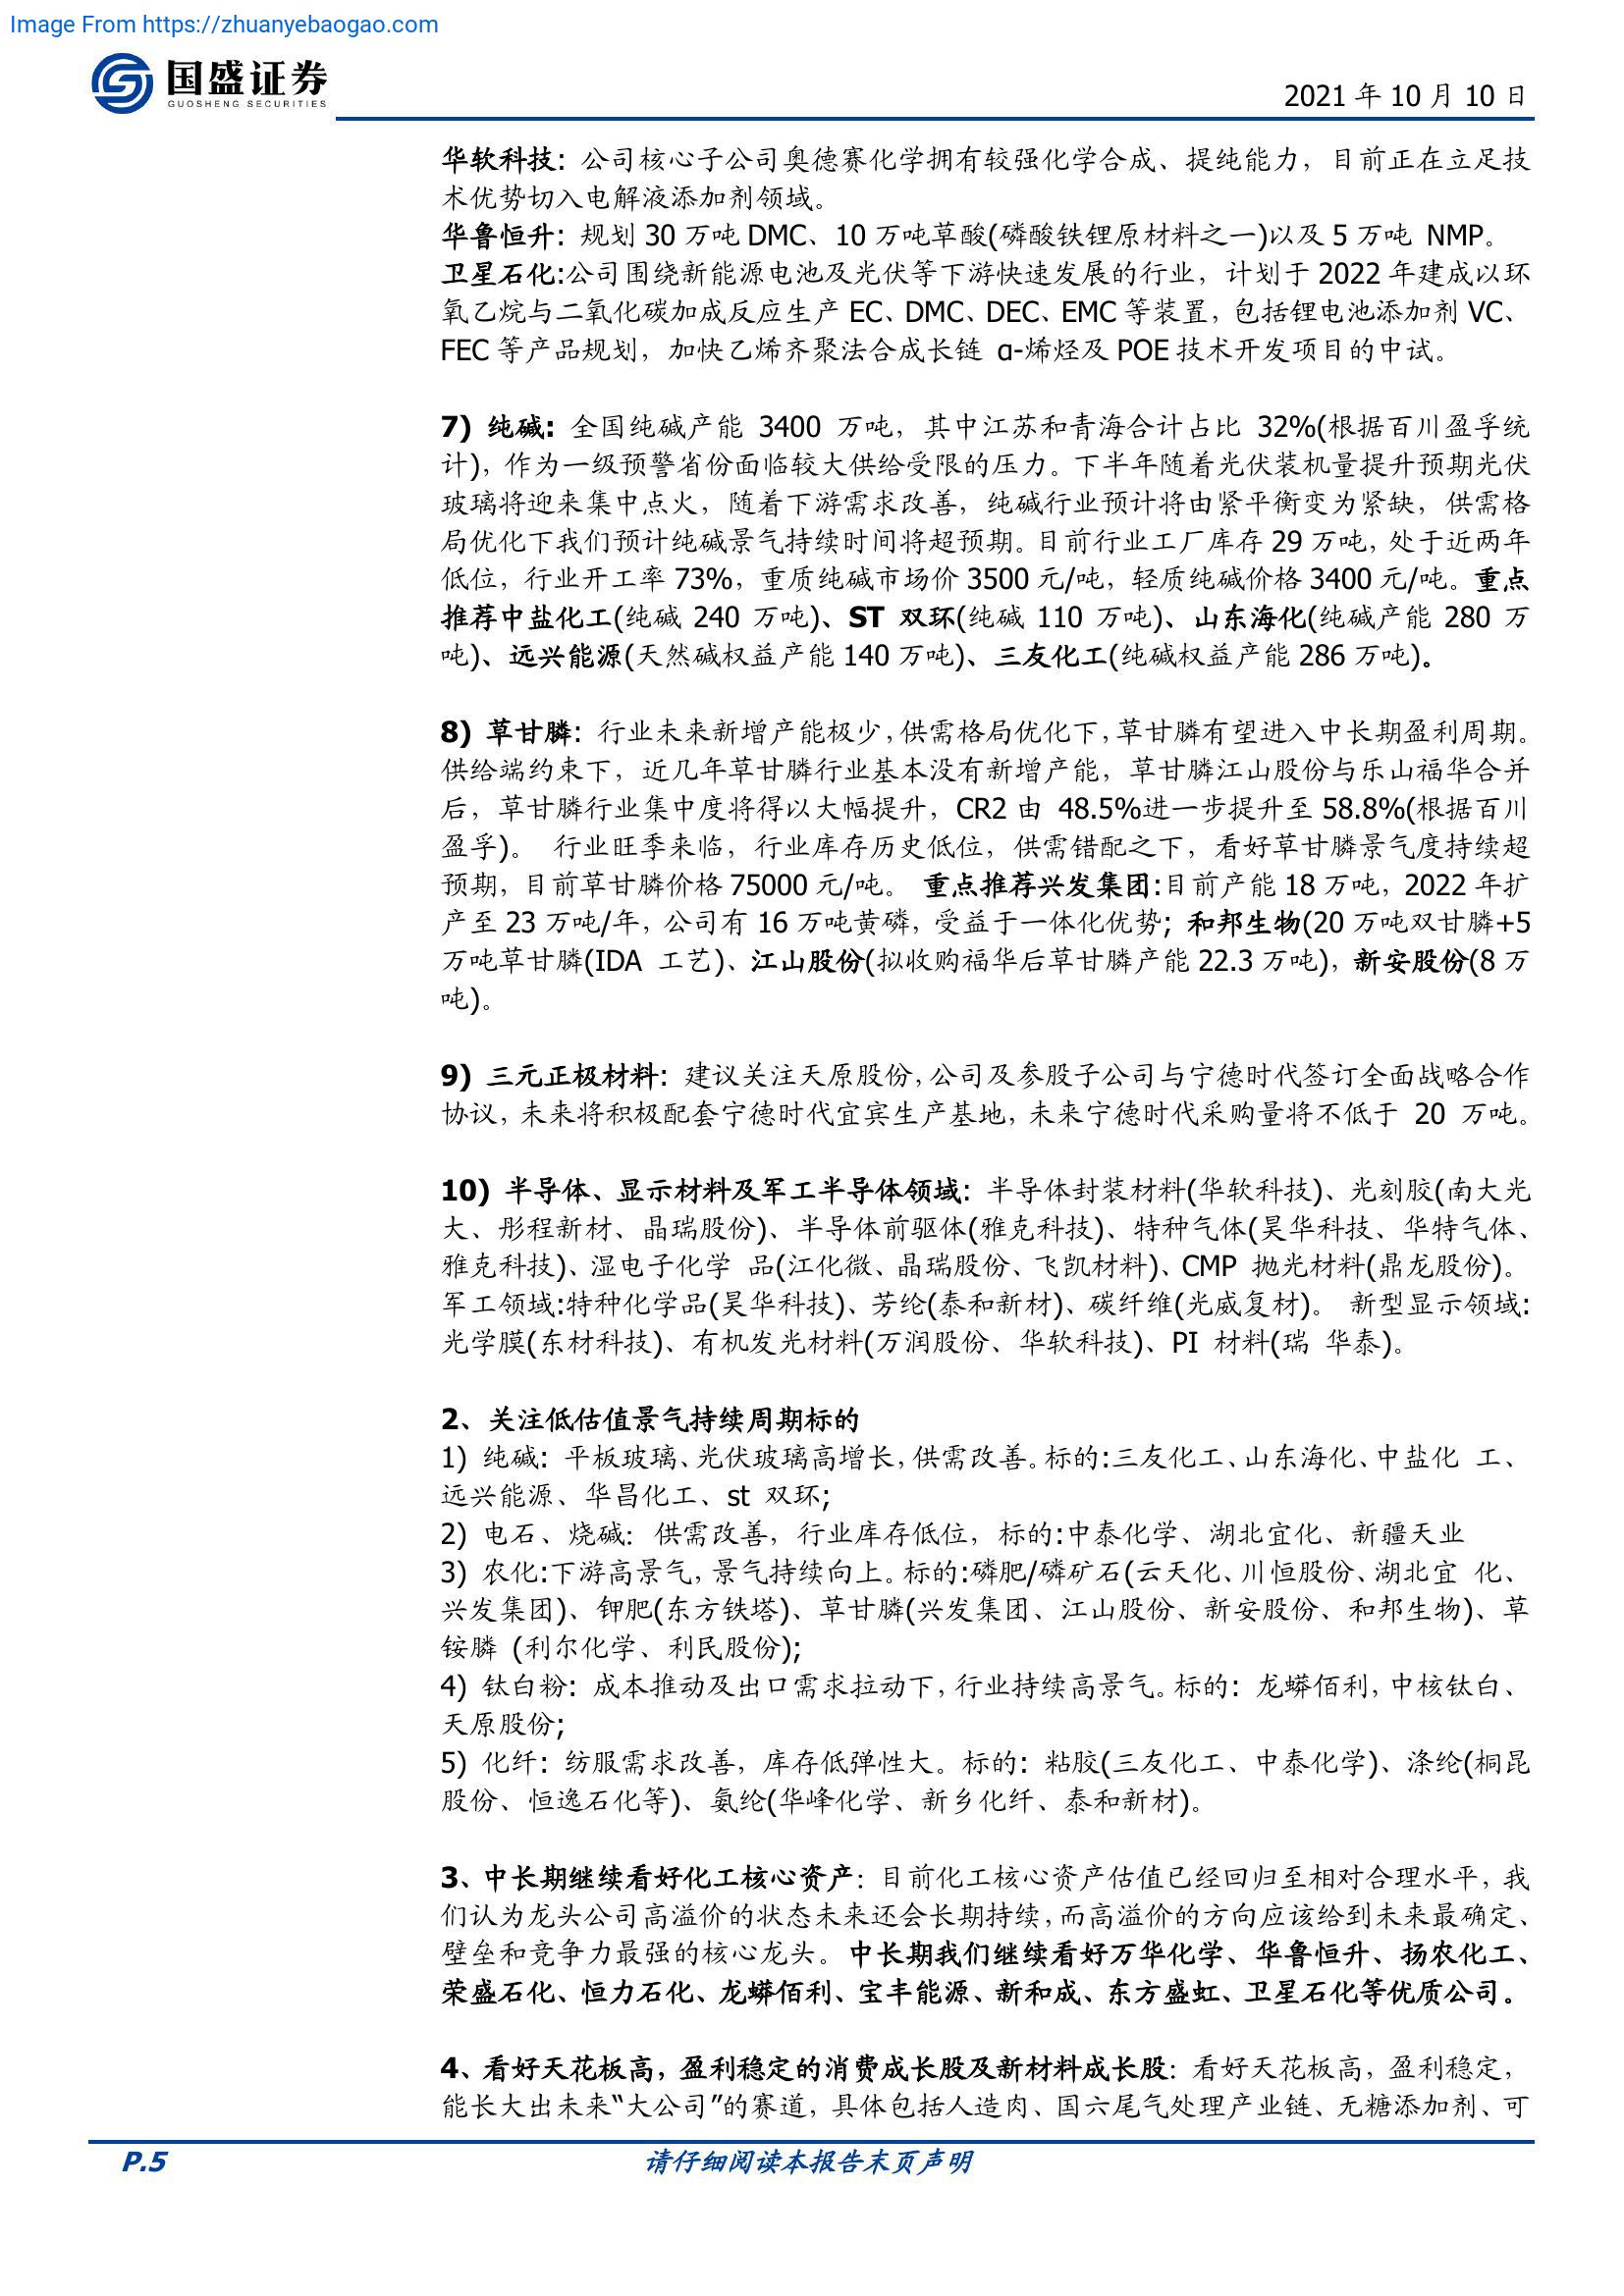 Image From https://zhuanyebaogao.com
国盛证券
GUOSHENG SECURITIES
2021 年 10 月 10 日
华软科技: 公司核心子公司奥德赛化学拥有较强化学合成、提纯能力，目前正在立足技
术优势切入电解液添加剂领域。
华鲁恒升: 规划 30 万吨 DMC、10 万吨草酸(磷酸铁锂原材料之一)以及 5 万吨 NMP。
卫星石化:公司围绕新能源电池及光伏等下游快速发展的行业，计划于 2022 年建成以环
氧乙烷与二氧化碳加成反应生产 EC、DMC、DEC、EMC 等装置，包括锂电池添加剂 VC、
FEC 等产品规划，加快乙烯齐聚法合成长链 α-烯烃及 POE 技术开发项目的中试。
7) 纯碱: 全国纯碱产能 3400 万吨，其中江苏和青海合计占比 32%(根据百川盈孚统
计)，作为一级预警省份面临较大供给受限的压力。下半年随着光伏装机量提升预期光伏
玻璃将迎来集中点火，随着下游需求改善，纯碱行业预计将由紧平衡变为紧缺，供需格
局优化下我们预计纯碱景气持续时间将超预期。目前行业工厂库存 29 万吨，处于近两年
低位，行业开工率 73%，重质纯碱市场价 3500 元/吨，轻质纯碱价格 3400 元/吨。重点
推荐中盐化工(纯碱 240 万吨)、ST 双环(纯碱 110 万吨)、山东海化(纯碱产能 280 万
吨)、远兴能源(天然碱权益产能 140 万吨)、三友化工(纯碱权益产能 286 万吨)。
8) 草甘膦: 行业未来新增产能极少，供需格局优化下，草甘膦有望进入中长期盈利周期。
供给端约束下，近几年草甘膦行业基本没有新增产能，草甘膦江山股份与乐山福华合并
后，草甘膦行业集中度将得以大幅提升，CR2 由 48.5%进一步提升至 58.8%(根据百川
盈孚)。 行业旺季来临，行业库存历史低位，供需错配之下，看好草甘膦景气度持续超
预期，目前草甘膦价格 75000 元/吨。 重点推荐兴发集团:目前产能 18 万吨，2022 年扩
产至 23 万吨/年，公司有 16 万吨黄磷，受益于一体化优势; 和邦生物(20 万吨双甘膦+5
万吨草甘膦(IDA 工艺)、江山股份(拟收购福华后草甘膦产能 22.3 万吨)，新安股份(8 万
吨)。
9) 三元正极材料: 建议关注天原股份，公司及参股子公司与宁德时代签订全面战略合作
协议，未来将积极配套宁德时代宜宾生产基地，未来宁德时代采购量将不低于 20 万吨。
10) 半导体、显示材料及军工半导体领域: 半导体封装材料(华软科技)、光刻胶(南大光
大、彤程新材、晶瑞股份)、半导体前驱体(雅克科技)、特种气体(昊华科技、华特气体、
雅克科技)、湿电子化学 品(江化微、晶瑞股份、飞凯材料)、CMP 抛光材料(鼎龙股份)。
军工领域:特种化学品(昊华科技)、芳纶(泰和新材)、碳纤维(光威复材)。 新型显示领域:
光学膜(东材科技)、有机发光材料(万润股份、华软科技)、PI 材料(瑞 华泰)。
2、关注低估值景气持续周期标的
1) 纯碱: 平板玻璃、光伏玻璃高增长，供需改善。标的:三友化工、山东海化、中盐化 工、
远兴能源、华昌化工、st 双环;
2) 电石、烧碱: 供需改善，行业库存低位，标的:中泰化学、湖北宜化、新疆天业
3) 农化:下游高景气，景气持续向上。标的:磷肥/磷矿石(云天化、川恒股份、湖北宜 化、
兴发集团)、钾肥(东方铁塔)、草甘膦(兴发集团、江山股份、新安股份、和邦生物)、草
铵膦 (利尔化学、利民股份);
4) 钛白粉: 成本推动及出口需求拉动下，行业持续高景气。标的: 龙蟒佰利，中核钛白、
天原股份;
5) 化纤: 纺服需求改善，库存低弹性大。标的: 粘胶(三友化工、中泰化学)、涤纶(桐昆
股份、恒逸石化等)、氨纶(华峰化学、新乡化纤、泰和新材)。
3、中长期继续看好化工核心资产: 目前化工核心资产估值已经回归至相对合理水平，我
们认为龙头公司高溢价的状态未来还会长期持续，而高溢价的方向应该给到未来最确定、
壁垒和竞争力最强的核心龙头。中长期我们继续看好万华化学、华鲁恒升、扬农化工、
荣盛石化、恒力石化、龙蟒佰利、宝丰能源、新和成、东方盛虹、卫星石化等优质公司。
4、看好天花板高，盈利稳定的消费成长股及新材料成长股: 看好天花板高，盈利稳定，
能长大出未来“大公司”的赛道，具体包括人造肉、国六尾气处理产业链、无糖添加剂、可
P.5
请仔细阅读本报告末页声明